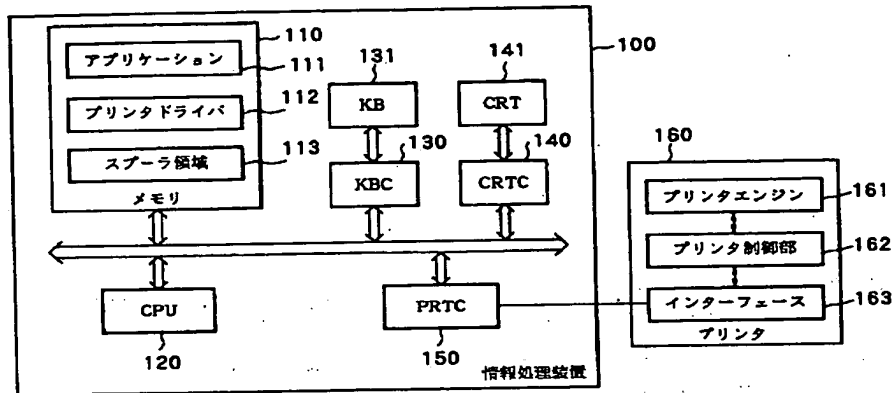 110
アプリケーション
111
プリンタドライバ
112
スプーラ領域
113
メモリ
131
KB
130
KBC
141
CRT
140
CRTC
100
CPU
120
PRTC
150
情報処理装置
160
プリンタエンジン
161
プリンタ制御部
162
インターフェース
163
プリンタ